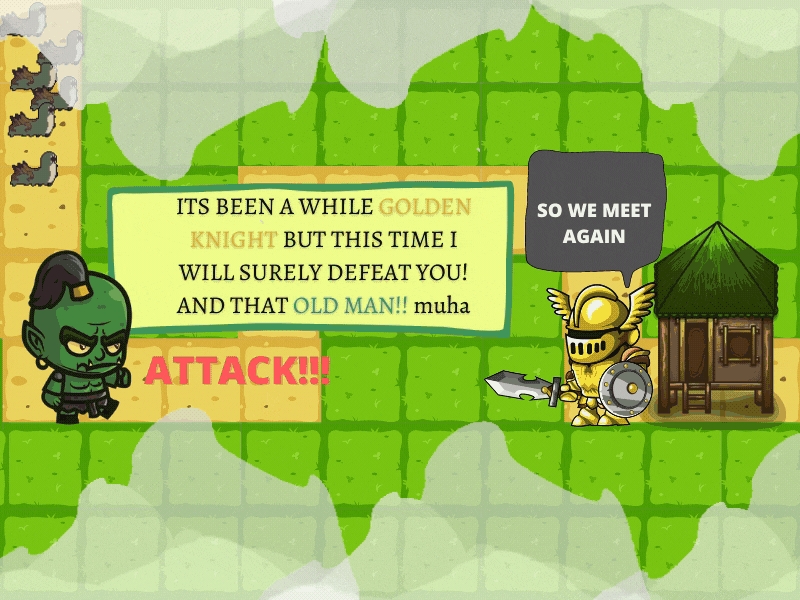 ITS BEEN A WHILE GOLDEN
KNIGHT BUT THIS TIME I
WILL SURELY DEFEAT YOU!
AND THAT OLD MAN!! muha
SO WE MEET
AGAIN
ATTACK!!!